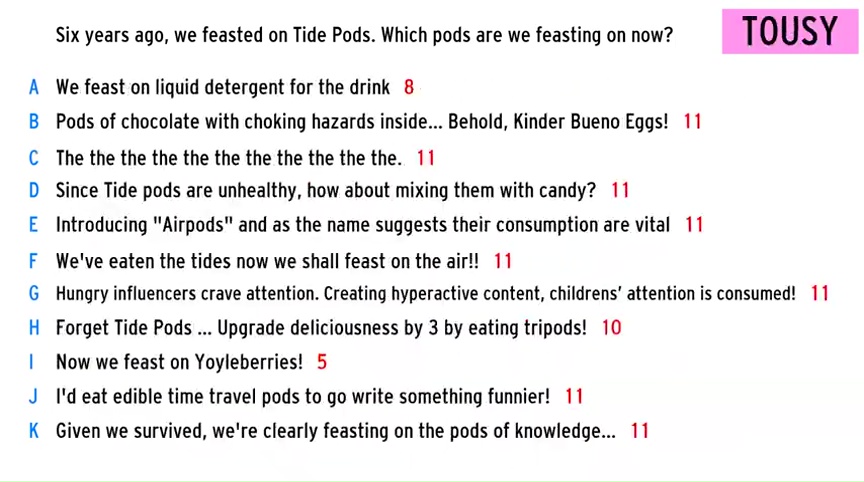 Six years ago, we feasted on Tide Pods. Which pods are we feasting on now?
TOUSY
A We feast on liquid detergent for the drink 8
B Pods of chocolate with choking hazards inside... Behold, Kinder Bueno Eggs! 11
C The the the the the the the the the the the. 11
D Since Tide pods are unhealthy, how about mixing them with candy? 11
E Introducing "Airpods" and as the name suggests their consumption are vital 11
F We've eaten the tides now we shall feast on the air!! 11
G Hungry influencers crave attention. Creating hyperactive content, childrens' attention is consumed! 11
H Forget Tide Pods ... Upgrade deliciousness by 3 by eating tripods! 10
I Now we feast on Yoyleberries! 5
J I'd eat edible time travel pods to go write something funnier! 11
K Given we survived, we're clearly feasting on the pods of knowledge... 11